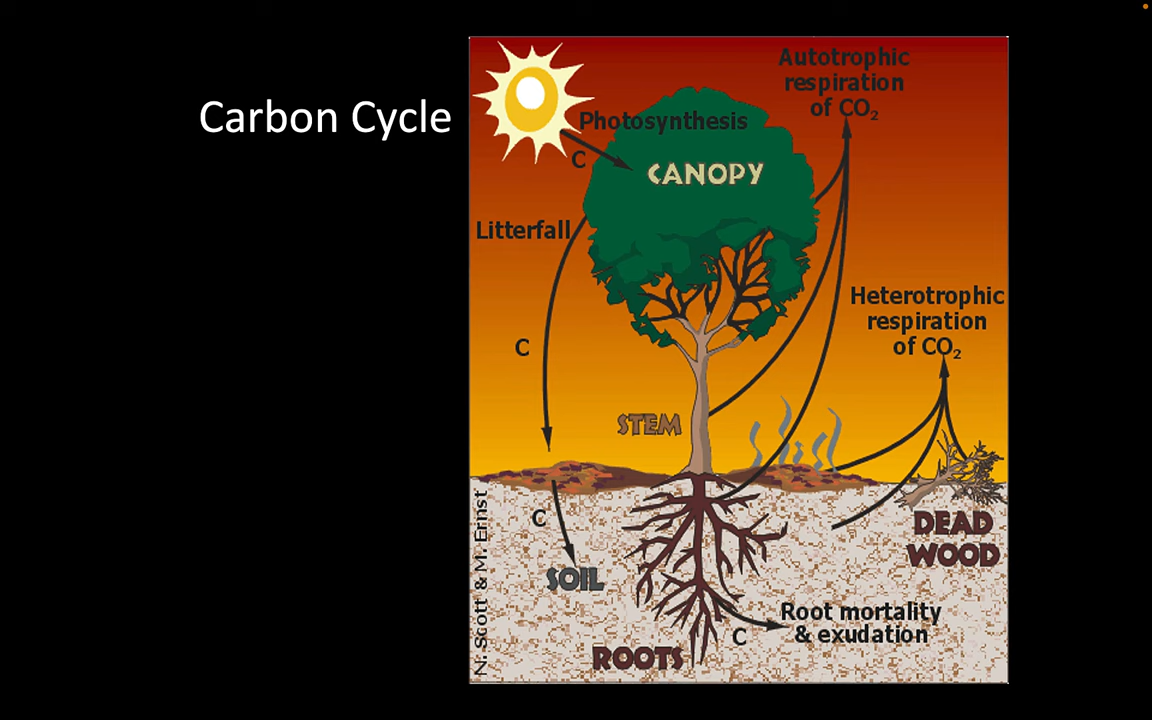 Carbon Cycle
Autotrophic
respiration
of CO₂
Photosynthesis
C
CANOPY
Litterfall
Heterotrophic
respiration
of CO₂
C
STEM
C
DEAD
WOOD
SOIL
Root mortality
& exudation
C
ROOTS
N. Scott & M. Ernst